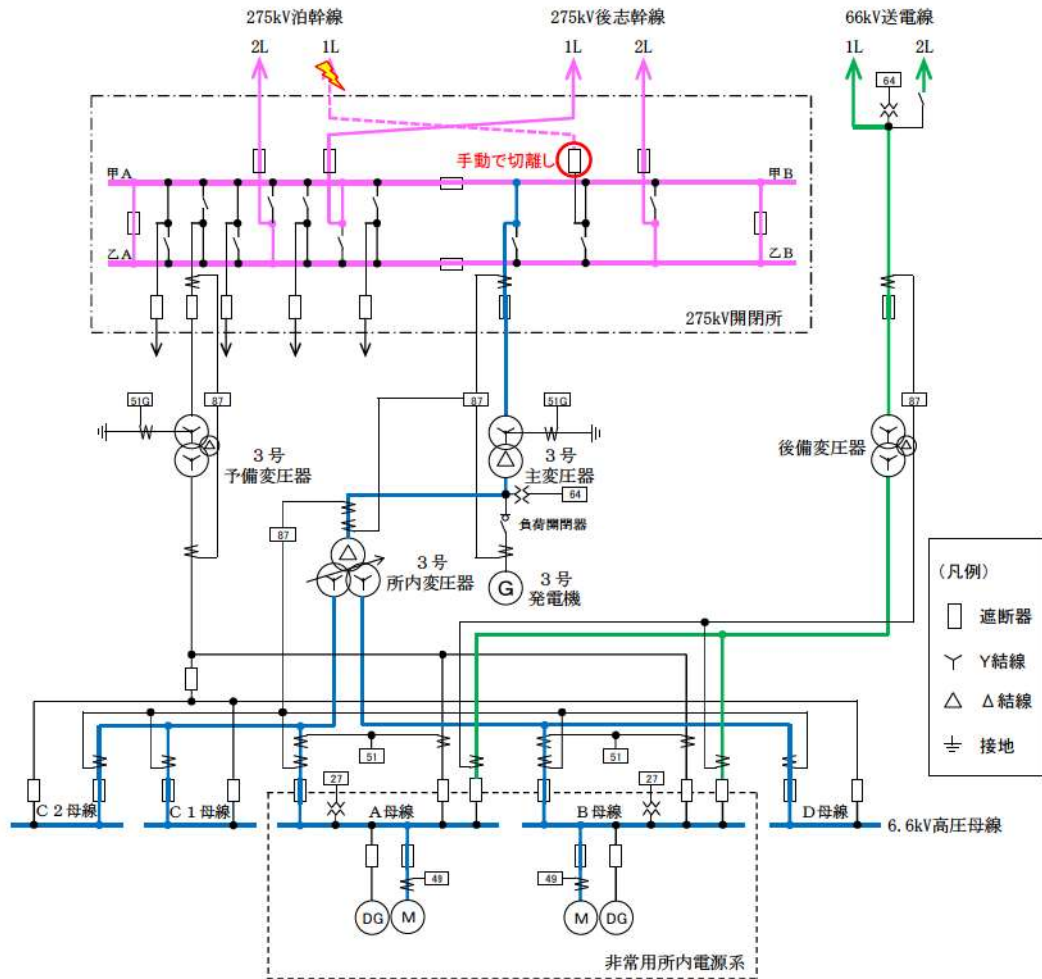 275kV泊幹線
275kV後志幹線
66kV送電線
2L
1L
1L
2L
1L
2L
64
手動で切離し
甲A
甲B
乙A
乙B
275kV開閉所
51G
87
87
51G
87
3号
予備変圧器
3号
主変圧器
後備変圧器
64
87
負荷開閉器
3号
所内変圧器
G
3号
発電機
(凡例)
遮断器
Y結線
Δ結線
接地
51
51
27
27
C2母線
C1母線
A母線
B母線
D母線
6.6kV高圧母線
49
49
DG
M
M
DG
非常用所内電源系